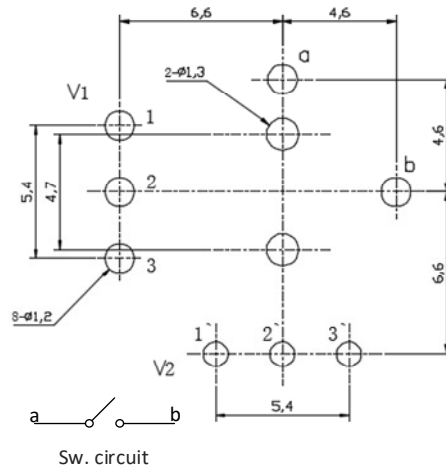 6,6
4,6
a
2-ø1,3
V1
1
4,6
5,4
4,7
2
b
3
6,6
8-ø1,2
1`
2`
3`
V2
5,4
a
b
Sw. circuit